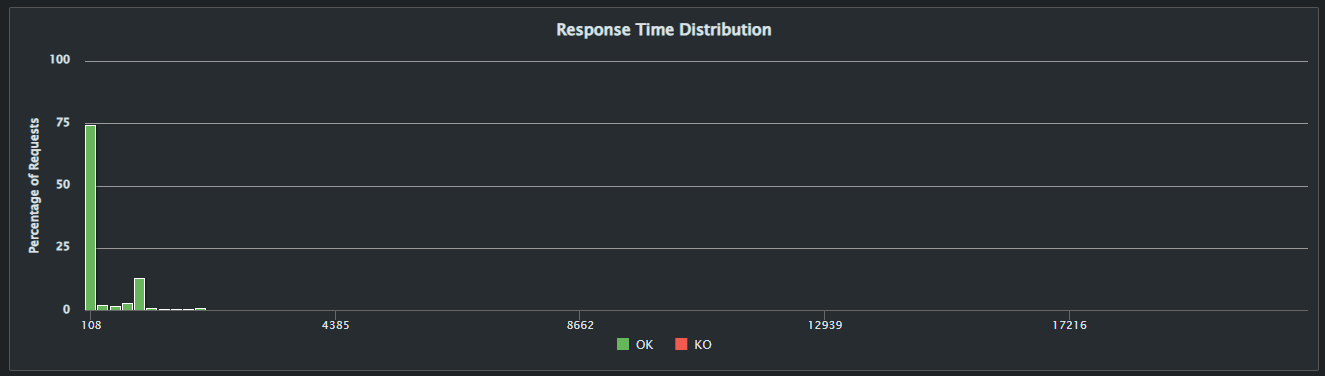 Response Time Distribution
100
75
50
25
0
Percentage of Requests
108 4385 8662 12939 17216
OK KO